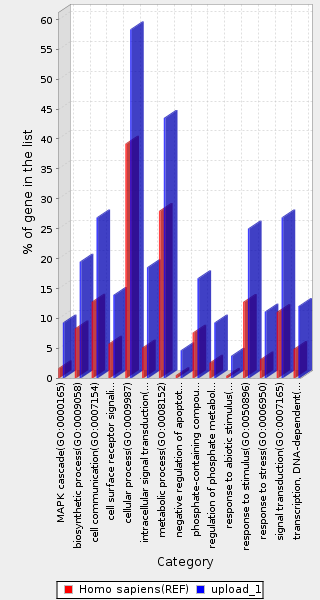 60
55
50
45
40
35
30
25
20
15
10
5
0
% of gene in the list
MAPK cascade(GO:0000165)
biosynthetic process(GO:0009058)
cell communication(GO:0007154)
cell surface receptor signali...
cellular process(GO:0009987)
intracellular signal transduction(...
metabolic process(GO:0008152)
negative regulation of apoptot...
phosphate-containing compou...
regulation of phosphate metabol...
response to abiotic stimulus(...
response to stimulus(GO:0050896)
response to stress(GO:0006950)
signal transduction(GO:0007165)
transcription, DNA-dependent(...
Category
Homo sapiens(REF) upload_1